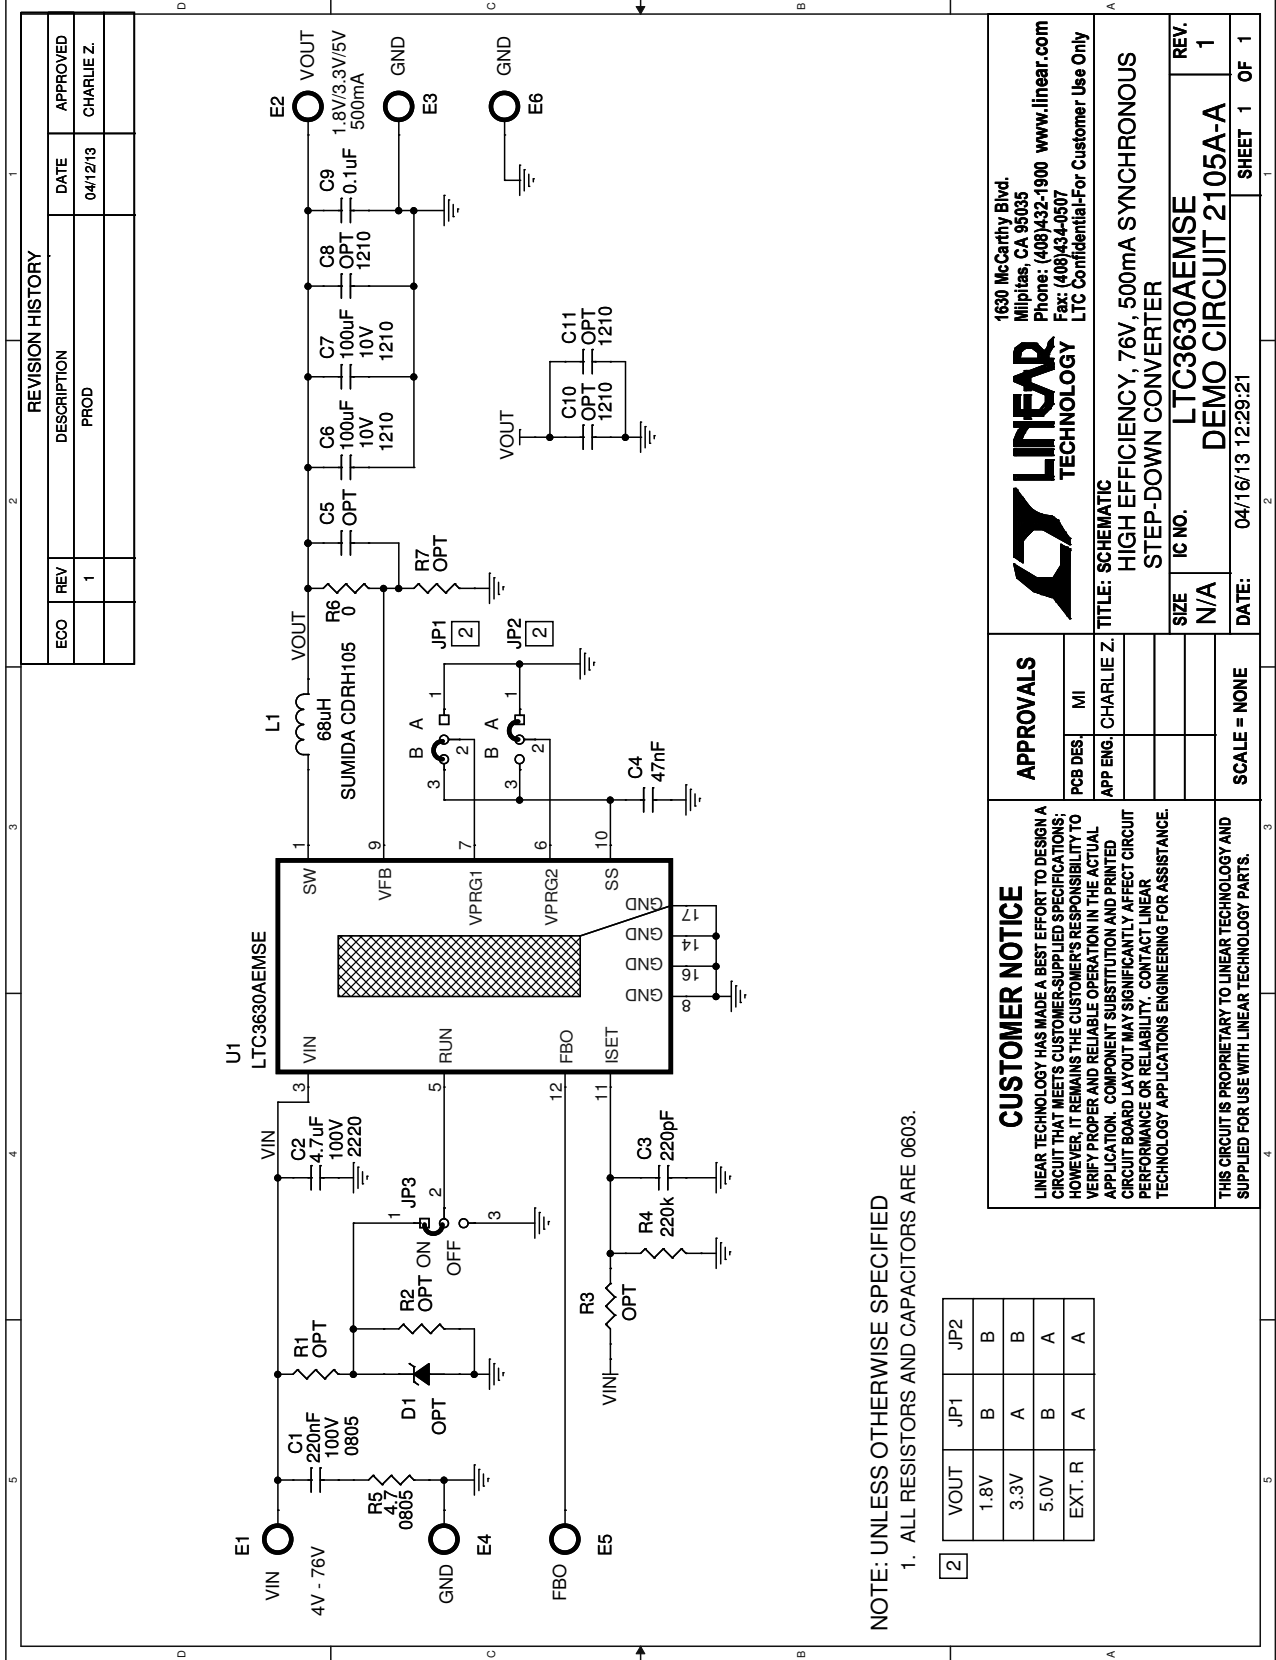 REVISION HISTORY
ECO REV DESCRIPTION DATE APPROVED
1 PROD 04/12/13 CHARLIE Z.
5 4 3 2 1
D
C
B
A
E1
VIN
4V - 76V
C1
220nF
100V
0805
R5
4.7
0805
GND
E4
R1
OPT
D1
OPT
R2
OPT
VIN
C2
4.7uF
100V
2220
JP3
1
2
3
ON
OFF
FBO
E5
VIN
R3
OPT
R4
220k
C3
220pF
U1
LTC3630AEMSE
3 VIN
5 RUN
12 FBO
11 ISET
SW 1
VFB 9
VPRG1 7
VPRG2 6
SS 10
GND GND GND GND
8 16 14 17
L1
68uH
SUMIDA CDRH105
VOUT
R6
0
R7
OPT
C5
OPT
C6
100uF
10V
1210
C7
100uF
10V
1210
C8
OPT
1210
C9
0.1uF
E2
VOUT
1.8V/3.3V/5V
500mA
GND
E3
GND
E6
JP1
2
B A
3 2 1
JP2
2
B A
3 2 1
C4
47nF
VOUT
C10
OPT
1210
C11
OPT
1210
NOTE: UNLESS OTHERWISE SPECIFIED
1. ALL RESISTORS AND CAPACITORS ARE 0603.
2
VOUT JP1 JP2
1.8V B B
3.3V A B
5.0V B A
EXT. R A A
CUSTOMER NOTICE
LINEAR TECHNOLOGY HAS MADE A BEST EFFORT TO DESIGN A
CIRCUIT THAT MEETS CUSTOMER-SUPPLIED SPECIFICATIONS;
HOWEVER, IT REMAINS THE CUSTOMER'S RESPONSIBILITY TO
VERIFY PROPER AND RELIABLE OPERATION IN THE ACTUAL
APPLICATION. COMPONENT SUBSTITUTION AND PRINTED
CIRCUIT BOARD LAYOUT MAY SIGNIFICANTLY AFFECT CIRCUIT
PERFORMANCE OR RELIABILITY. CONTACT LINEAR
TECHNOLOGY APPLICATIONS ENGINEERING FOR ASSISTANCE.
THIS CIRCUIT IS PROPRIETARY TO LINEAR TECHNOLOGY AND
SUPPLIED FOR USE WITH LINEAR TECHNOLOGY PARTS.
APPROVALS
PCB DES. MI
APP ENG. CHARLIE Z.
SCALE = NONE
LINEAR
TECHNOLOGY
1630 McCarthy Blvd.
Milpitas, CA 95035
Phone: (408)432-1900 www.linear.com
Fax: (408)434-0507
LTC Confidential-For Customer Use Only
TITLE: SCHEMATIC
HIGH EFFICIENCY, 76V, 500mA SYNCHRONOUS
STEP-DOWN CONVERTER
SIZE
N/A
IC NO.
LTC3630AEMSE
DEMO CIRCUIT 2105A-A
REV.
1
DATE: 04/16/13 12:29:21
SHEET 1 OF 1
5 4 3 2 1
D
C
B
A